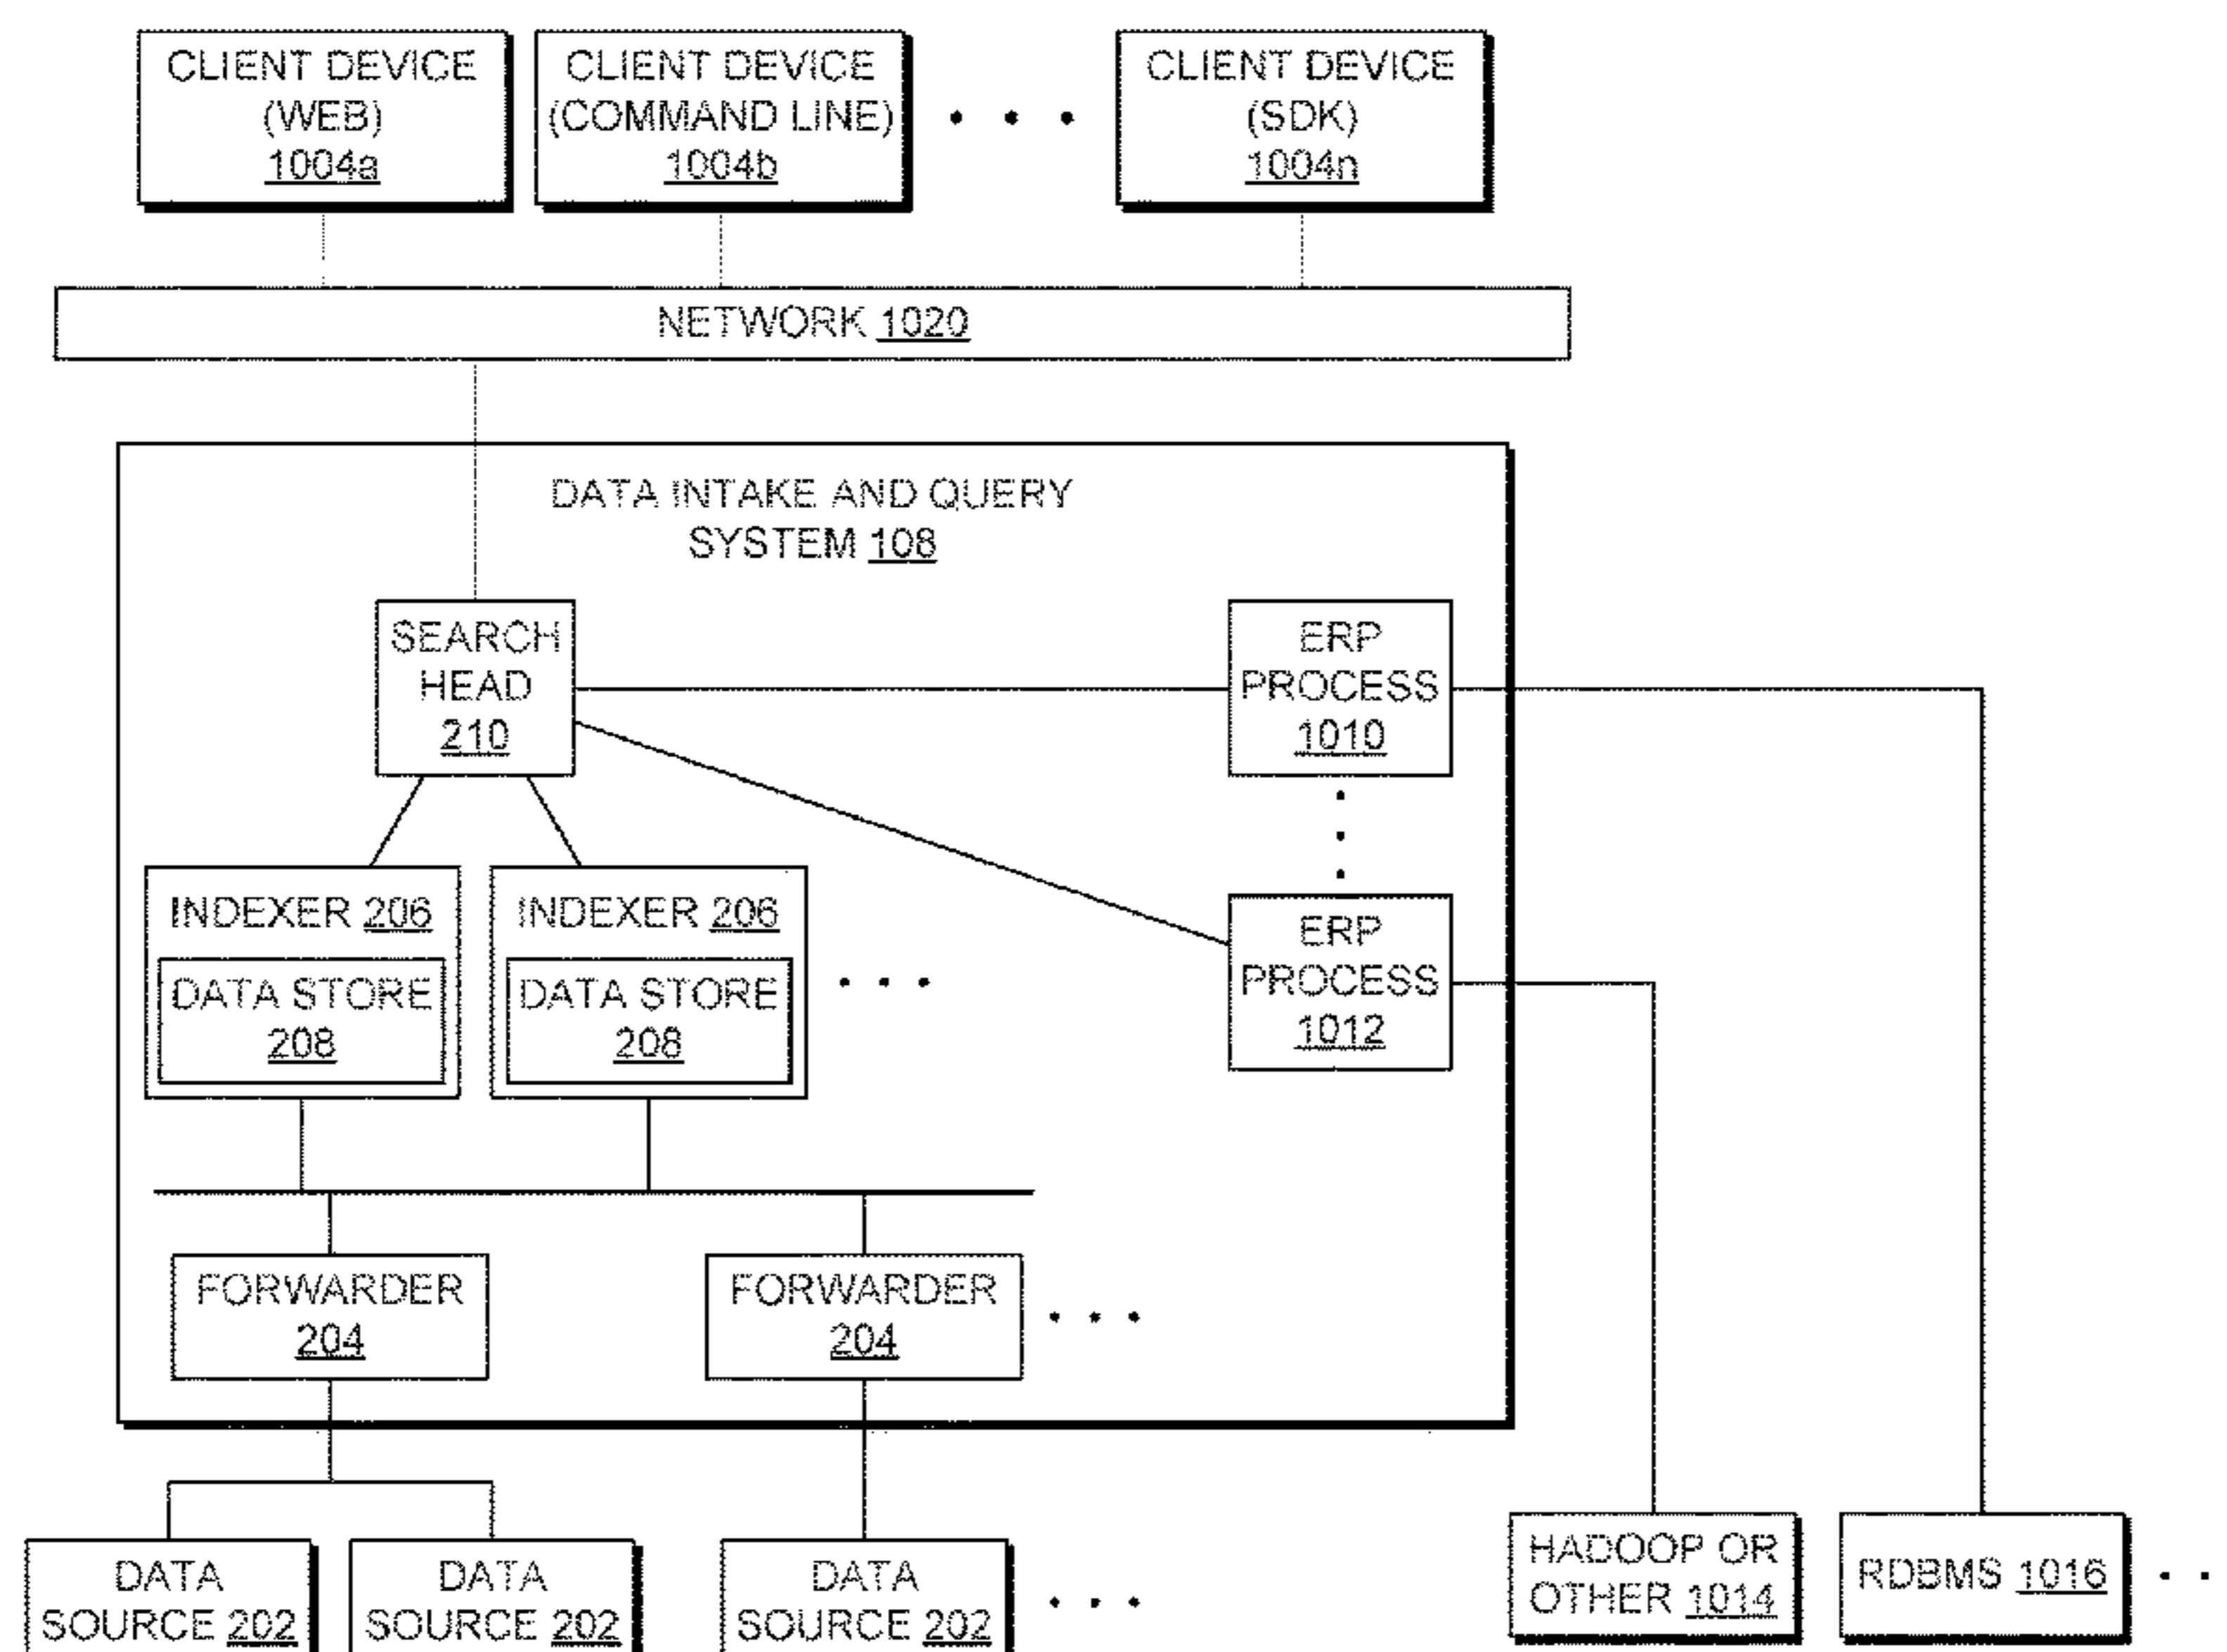 CLIENT DEVICE
(WEB)
1004a
CLIENT DEVICE
(COMMAND LINE)
1004b
CLIENT DEVICE
(SDK)
1004n
NETWORK 1020
DATA INTAKE AND QUERY
SYSTEM 108
SEARCH
HEAD
210
ERP
PROCESS
1010
INDEXER 206
DATA STORE
208
INDEXER 206
DATA STORE
208
ERP
PROCESS
1012
FORWARDER
204
FORWARDER
204
DATA
SOURCE 202
DATA
SOURCE 202
DATA
SOURCE 202
HADOOP OR
OTHER 1014
RDBMS 1016